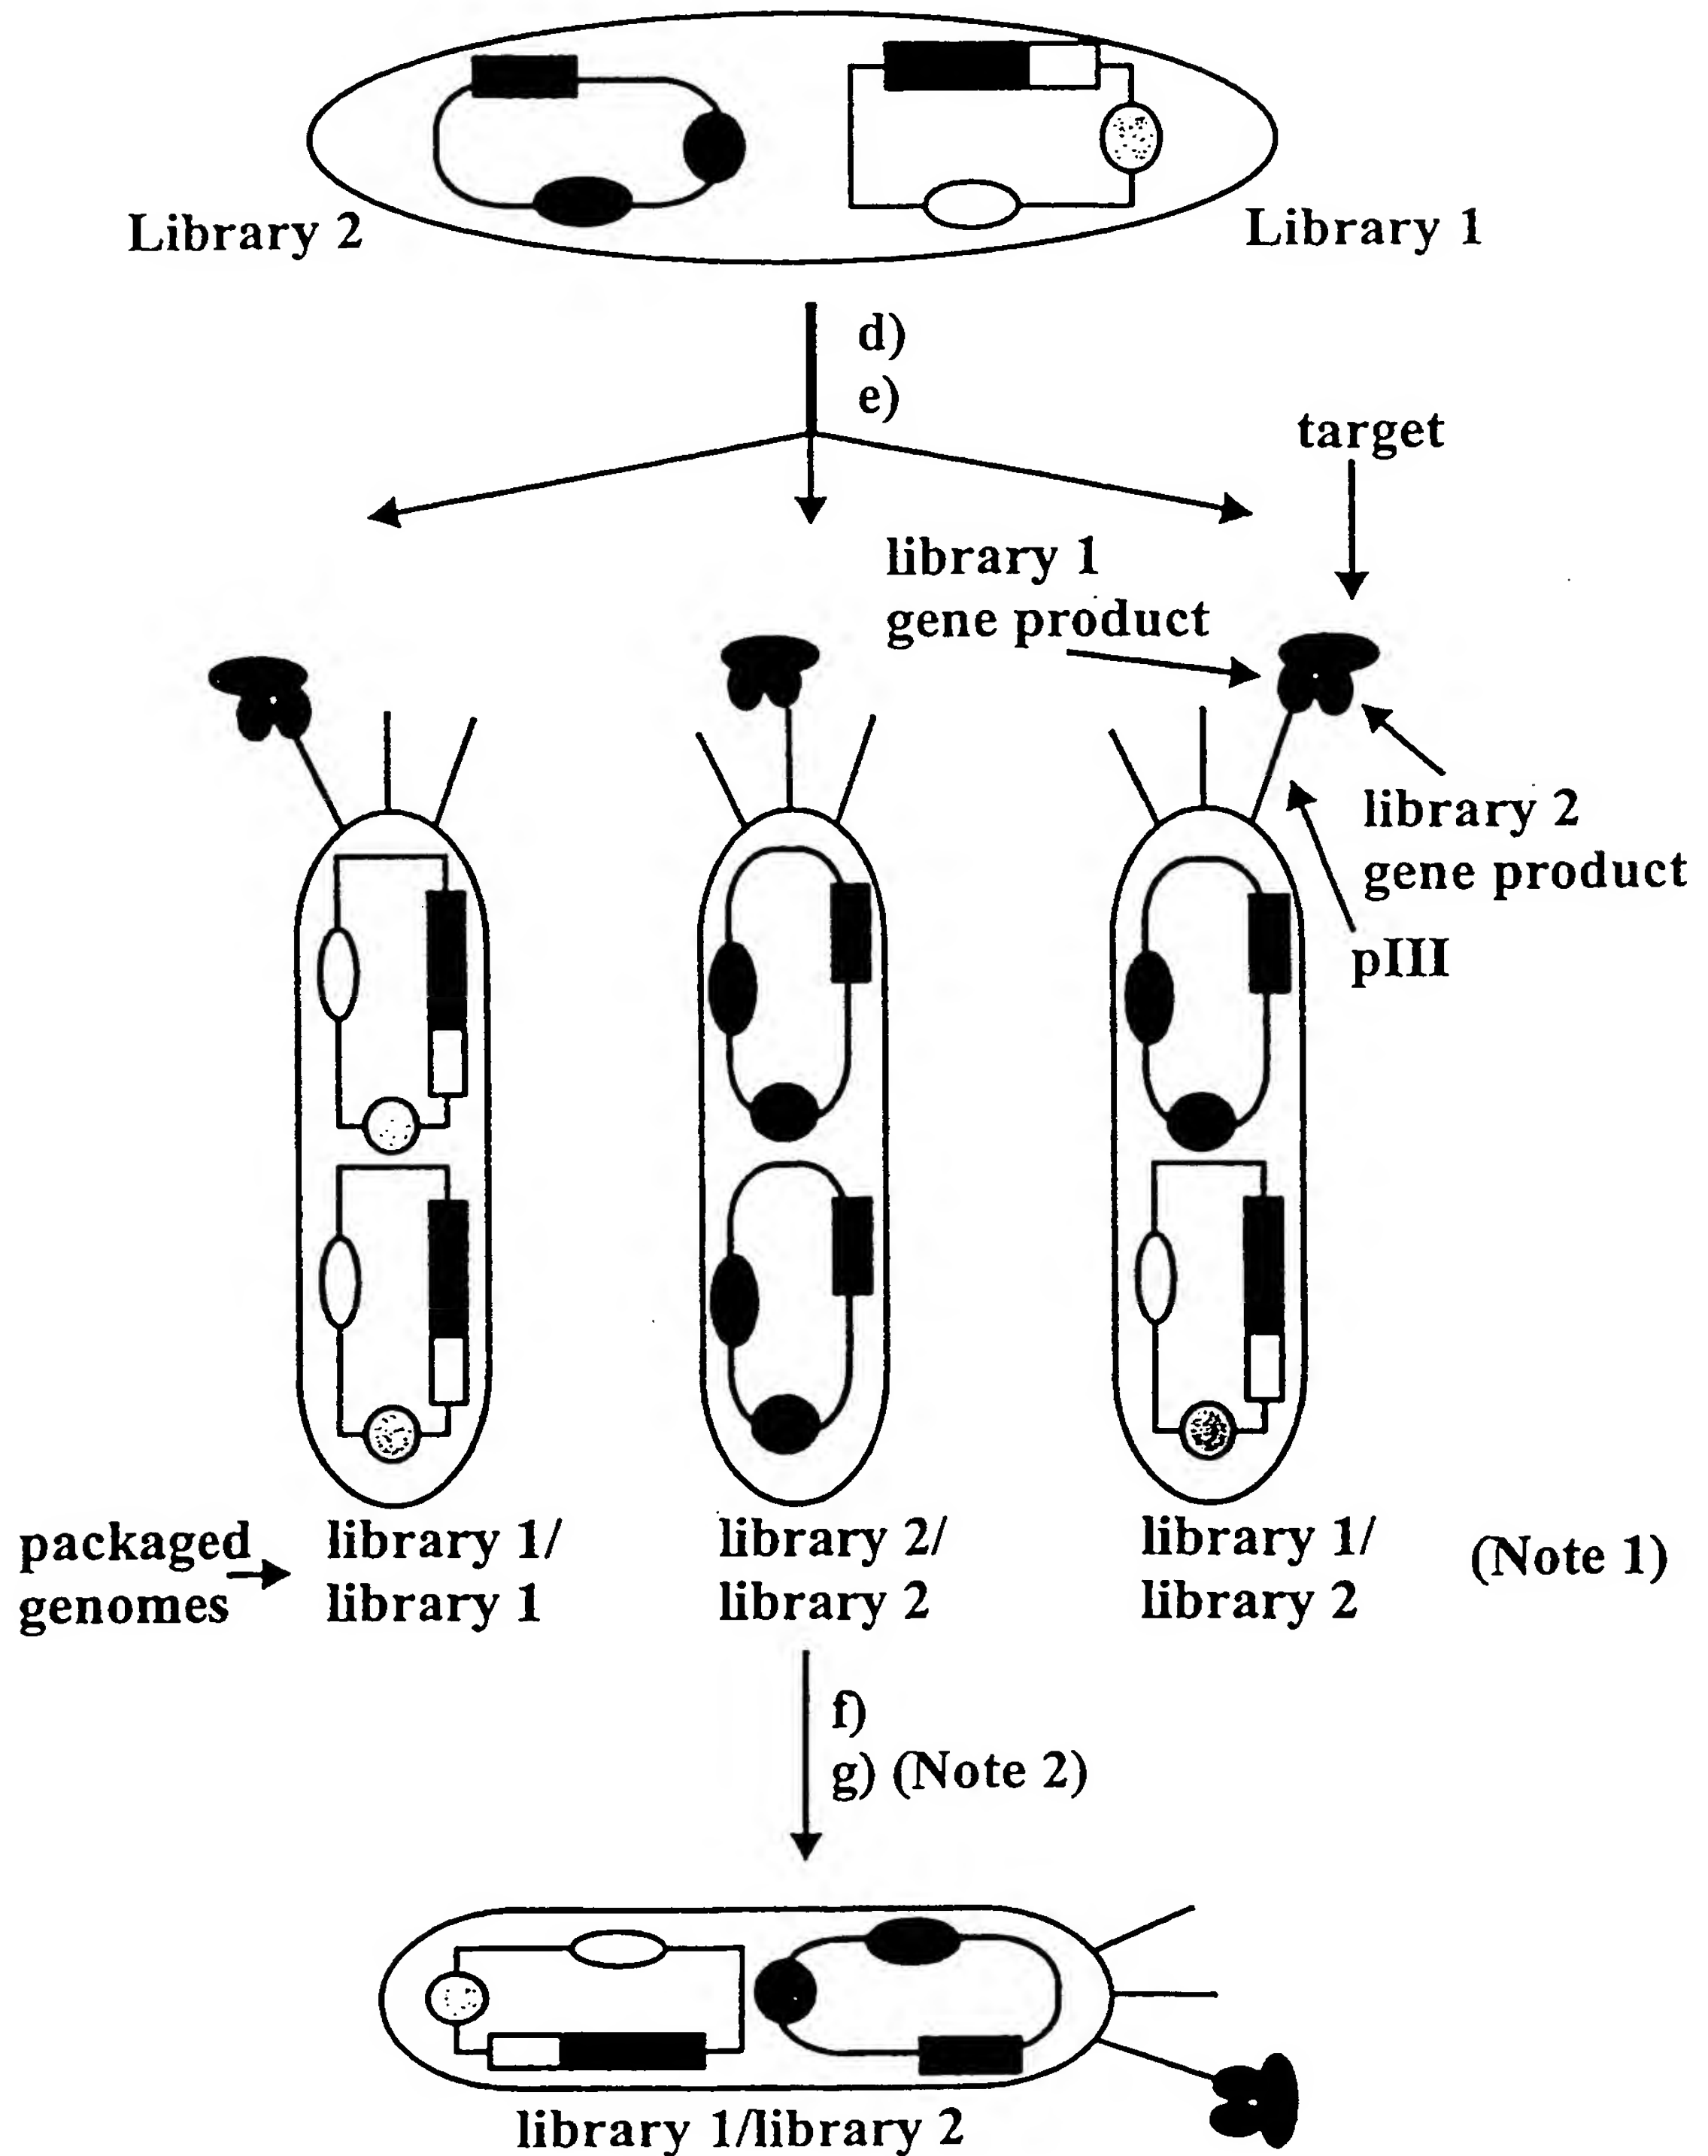 Library 2
Library 1
d)
e)
target
library 1
gene product
library 2
gene product
pIII
packaged
genomes
library 1/
library 1
library 2/
library 2
library 1/
library 2
(Note 1)
f)
g) (Note 2)
library 1/library 2